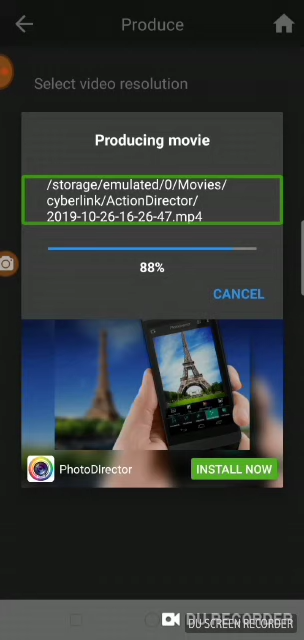 Produce
Select video resolution
Producing movie
/storage/emulated/0/Movies/
cyberlink/ActionDirector/
2019-10-26-16-26-47.mp4
88%
CANCEL
PhotoDirector
INSTALL NOW
DU RECORDER
DU SCREEN RECORDER